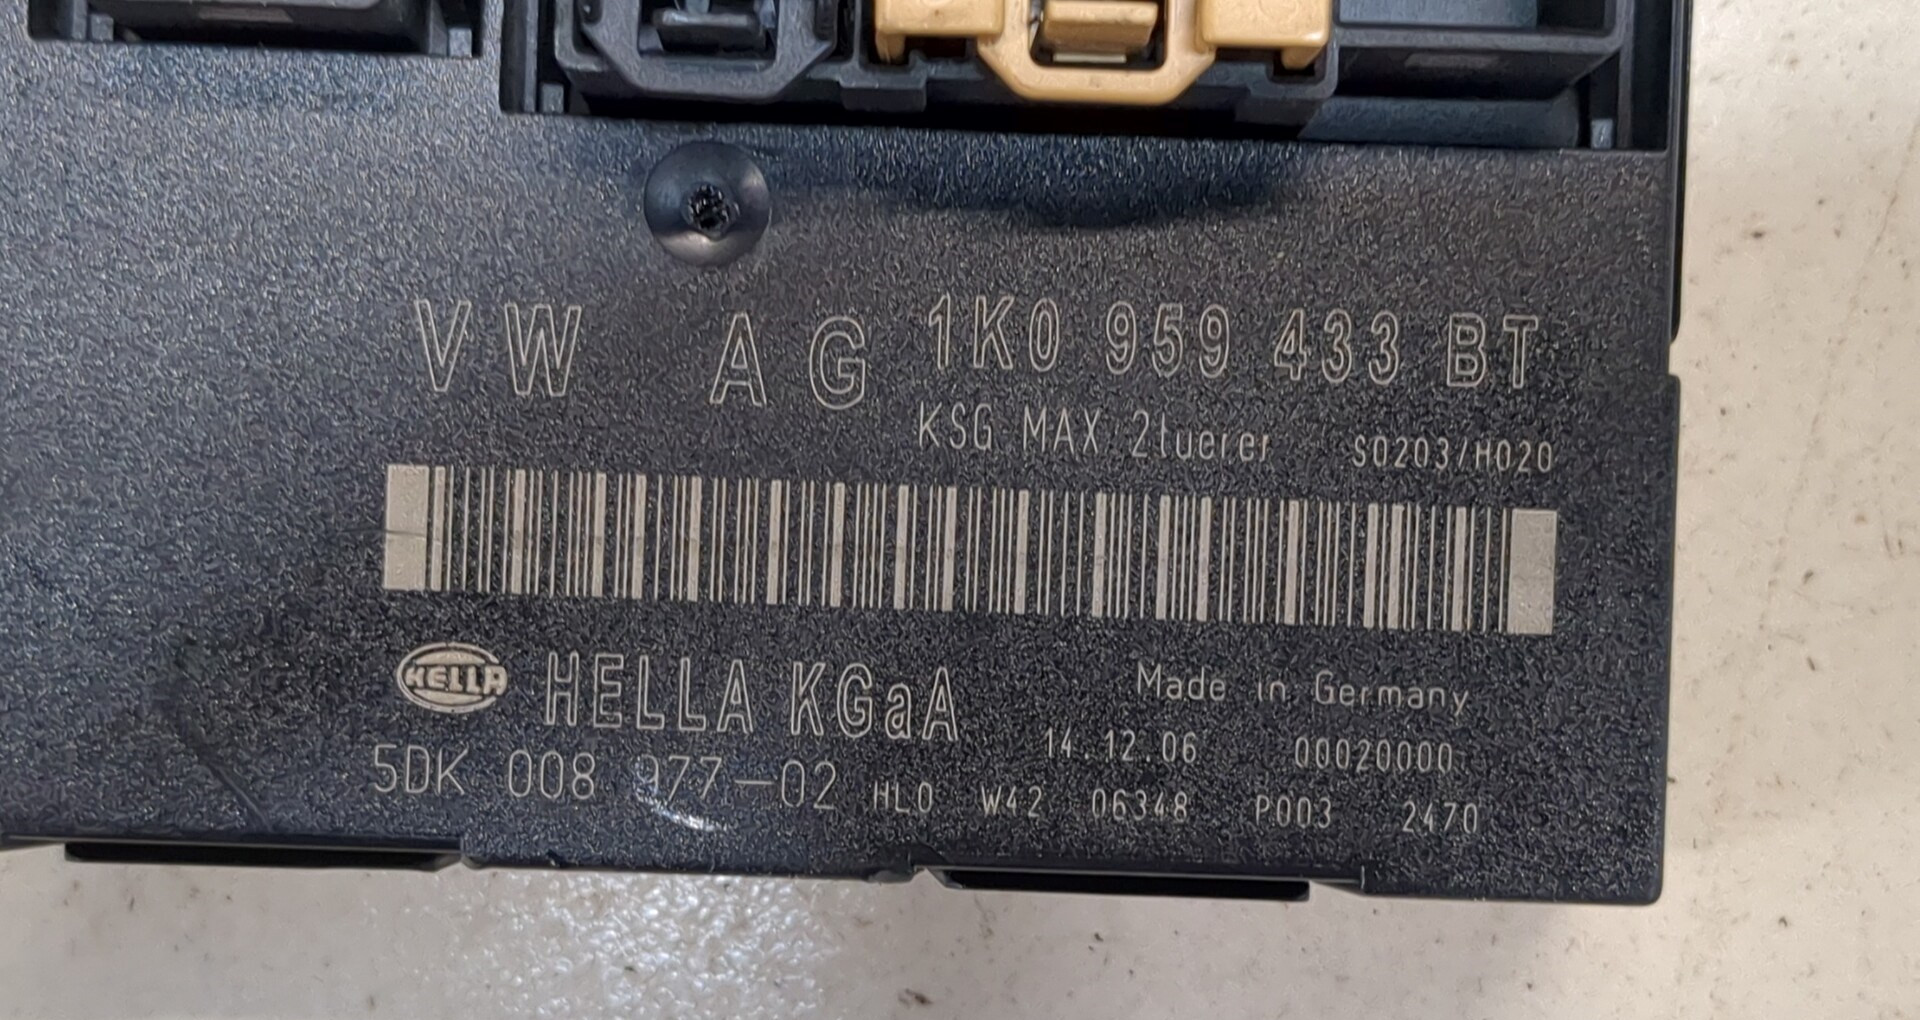 VW AG 1K0 959 433 BT
KSG MAX 2tuerer S0203/H020
HELLA HELLA KGaA Made in Germany
14.12.06 00020000
5DK 008 977-02 HLO W42 06348 P003 2470